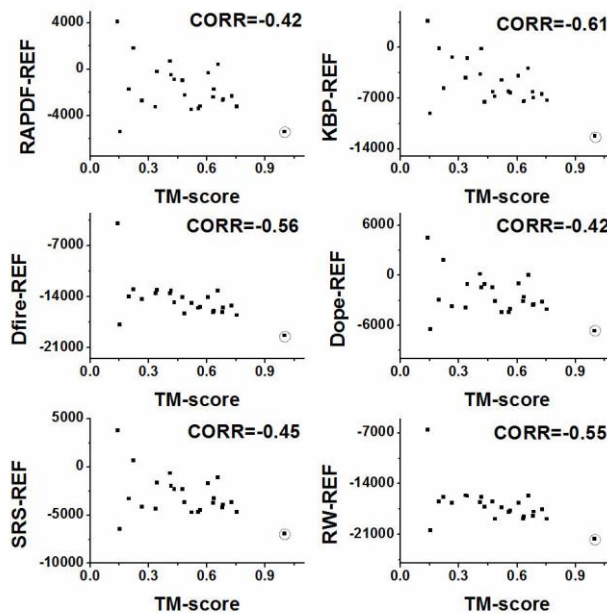 RAPDF-REF
4000
0
-4000
CORR=-0.42
0.0 0.3 0.6 0.9
TM-score
KBP-REF
0
-7000
-14000
CORR=-0.61
0.0 0.3 0.6 0.9
TM-score
Dfire-REF
-7000
-14000
-21000
CORR=-0.56
0.0 0.3 0.6 0.9
TM-score
Dope-REF
6000
0
-6000
CORR=-0.42
0.0 0.3 0.6 0.9
TM-score
SRS-REF
5000
0
-5000
-10000
CORR=-0.45
0.0 0.3 0.6 0.9
TM-score
RW-REF
-7000
-14000
-21000
CORR=-0.55
0.0 0.3 0.6 0.9
TM-score